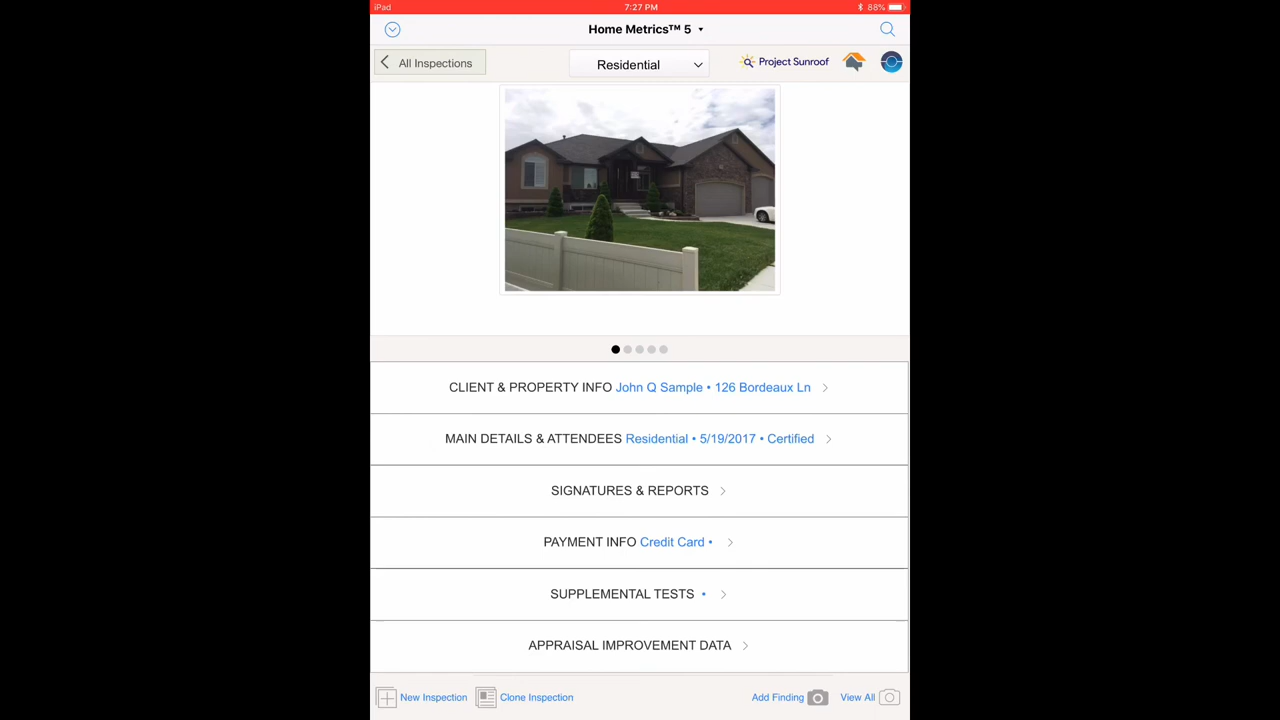 iPad 7:27 PM 88%
Home Metrics™ 5
All Inspections Residential Project Sunroof
CLIENT & PROPERTY INFO John Q Sample • 126 Bordeaux Ln
MAIN DETAILS & ATTENDEES Residential • 5/19/2017 • Certified
SIGNATURES & REPORTS
PAYMENT INFO Credit Card •
SUPPLEMENTAL TESTS •
APPRAISAL IMPROVEMENT DATA
New Inspection Clone Inspection Add Finding View All